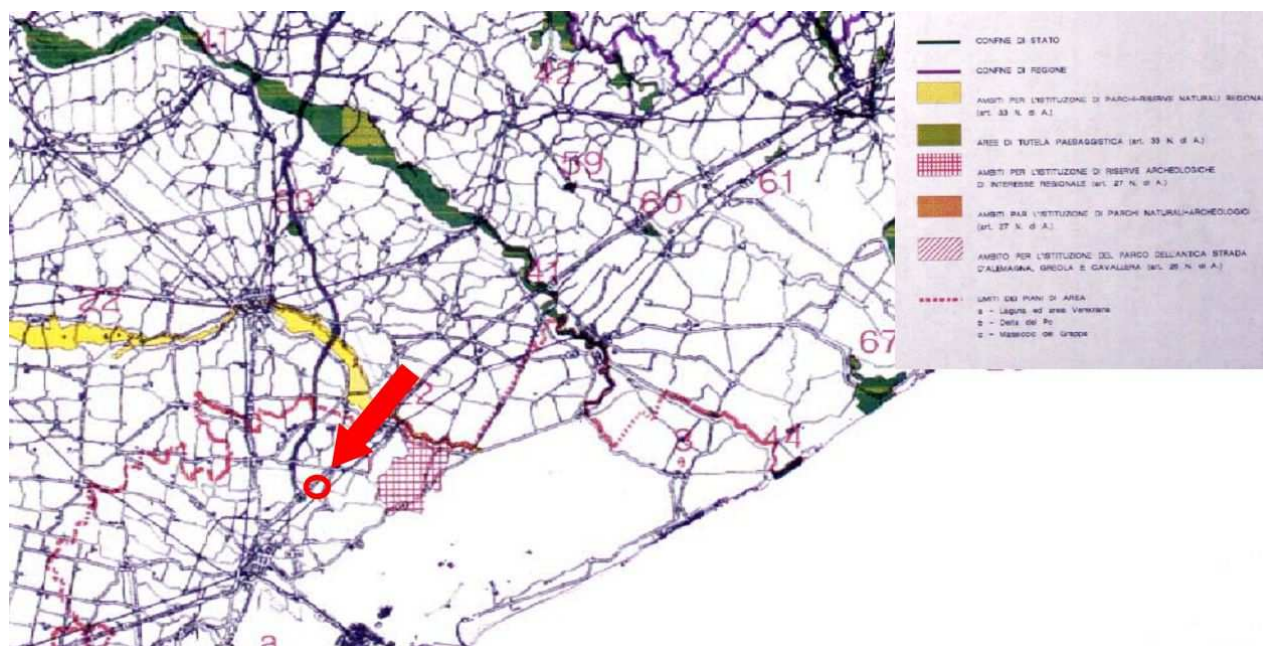 41
42
59
60
61
41
67
22
44
a
a
CONFINE DI STATO
CONFINE DI REGIONE
AMBITI PER L'ISTITUZIONE DI PARCHI-RISERVE NATURALI REGIONALI
(art. 33 N. di A.)
AREE DI TUTELA PAESAGGISTICA (art. 33 N. di A.)
AMBITI PER L'ISTITUZIONE DI RISERVE ARCHEOLOGICHE
DI INTERESSE REGIONALE (art. 27 N. di A.)
AMBITI PAR L'ISTITUZIONE DI PARCHI NATURALI-ARCHEOLOGICI
(art. 27 N. di A.)
AMBITO PER L'ISTITUZIONE DEL PARCO DELL'ANTICA STRADA
D'ALEMAGNA, GREOLA E CAVALLERA (art. 26 N. di A.)
LIMITI DEI PIANI DI AREA
a - Laguna ed area Veneziana
b - Delta del Po
c - Massiccio del Grappa